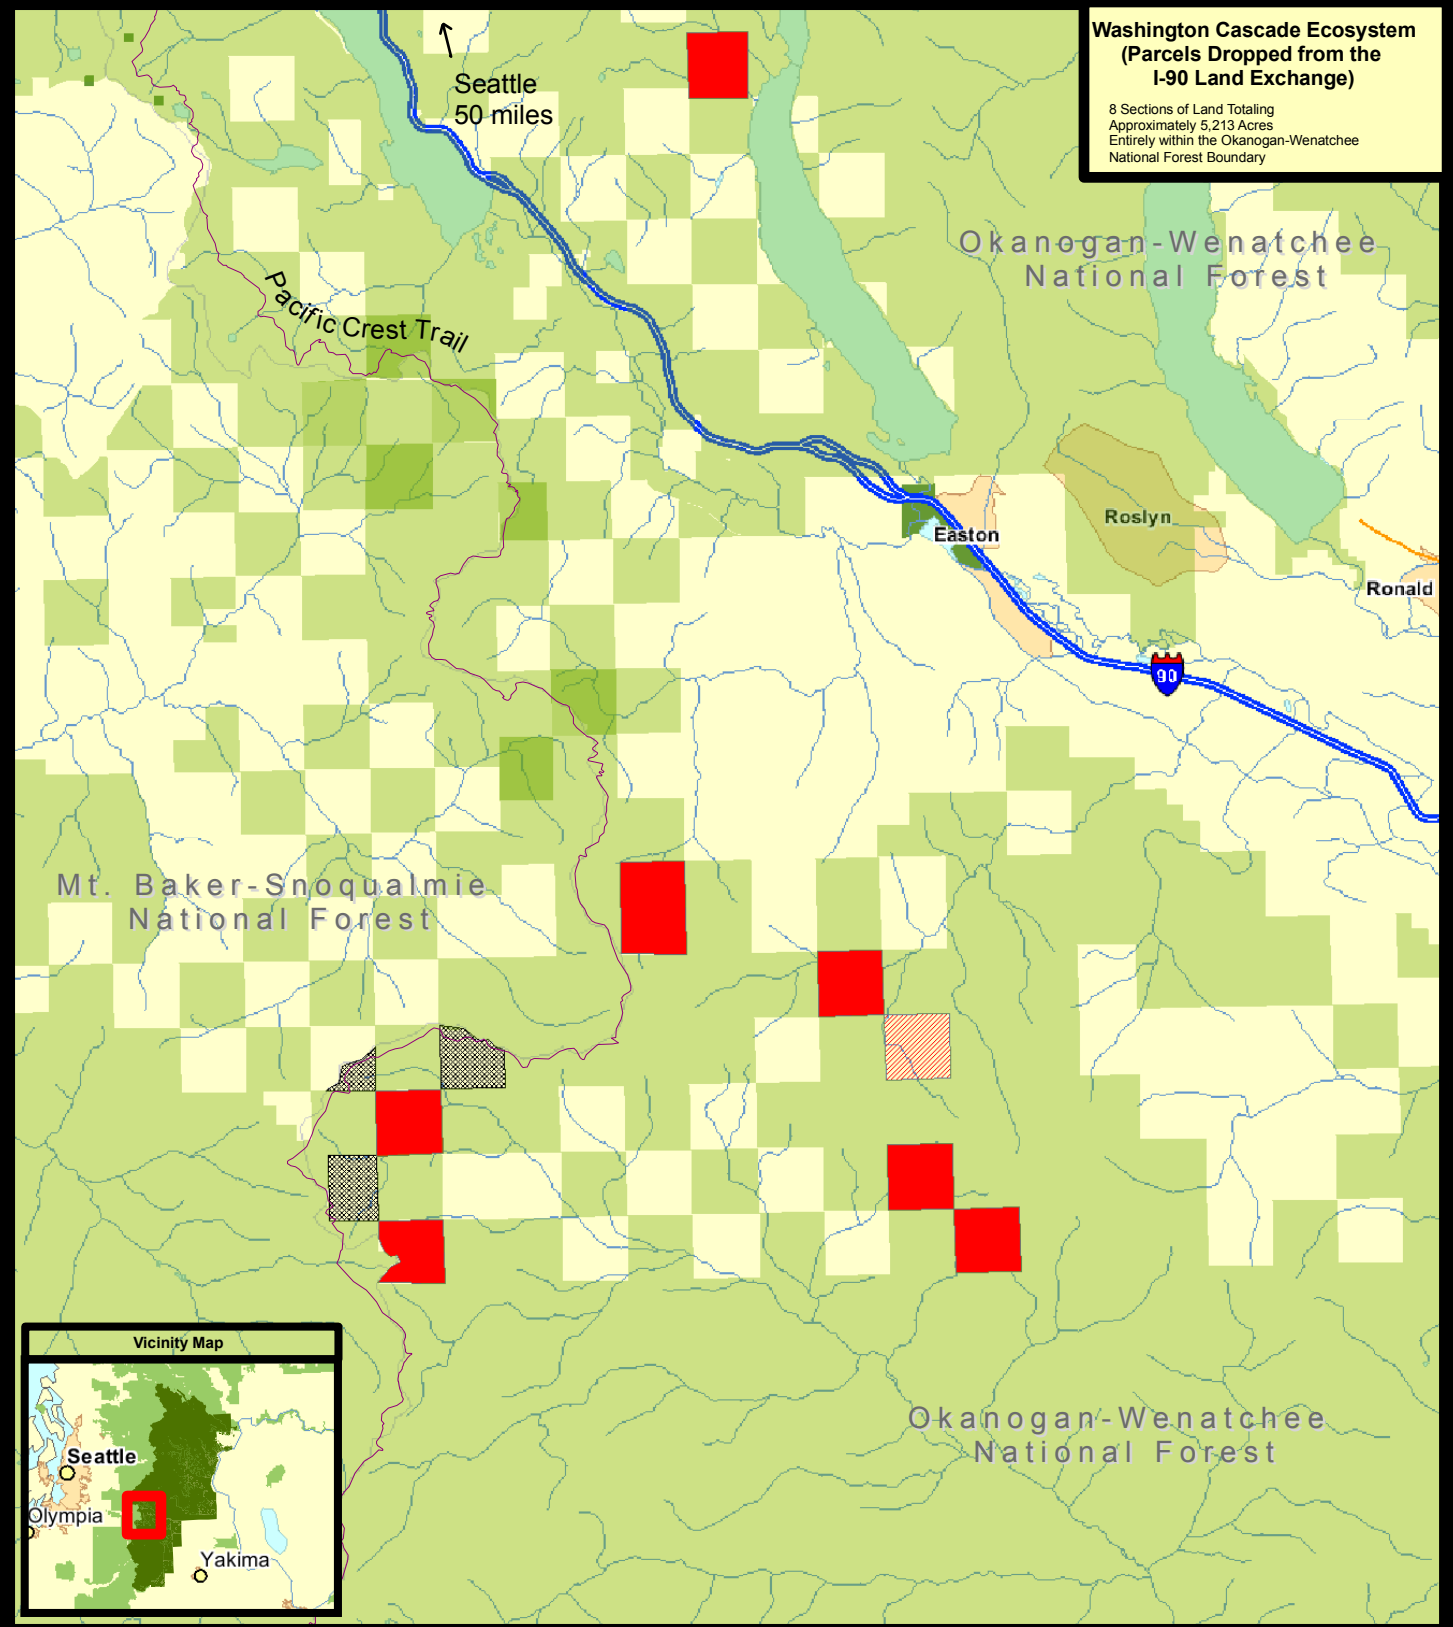 Washington Cascade Ecosystem
(Parcels Dropped from the
I-90 Land Exchange)
8 Sections of Land Totaling
Approximately 5,213 Acres
Entirely within the Okanogan-Wenatchee
National Forest Boundary
Seattle
50 miles
Okanogan-Wenatchee
National Forest
Pacific Crest Trail
Roslyn
Easton
Ronald
90
Mt. Baker-Snoqualmie
National Forest
Okanogan-Wenatchee
National Forest
Vicinity Map
Seattle
Olympia
Yakima